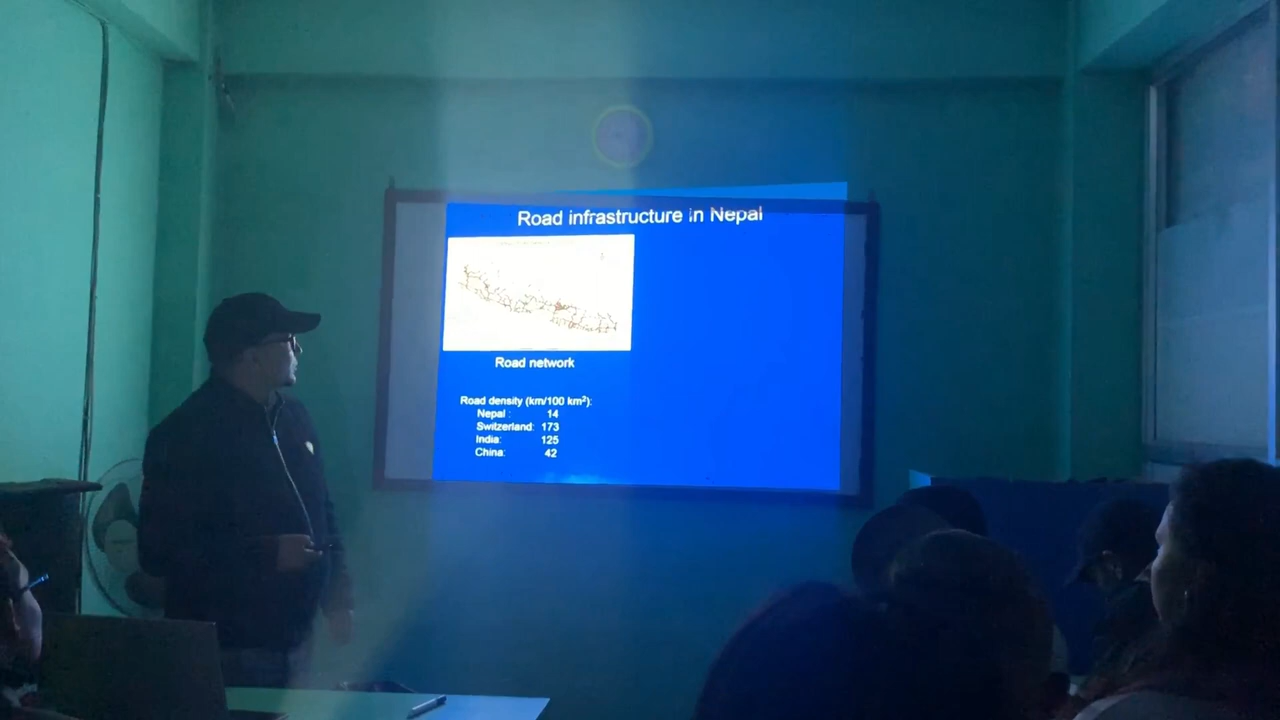 Road infrastructure in Nepal
Road network
Road density (km/100 km²):
Nepal : 14
Switzerland: 173
India: 125
China: 42